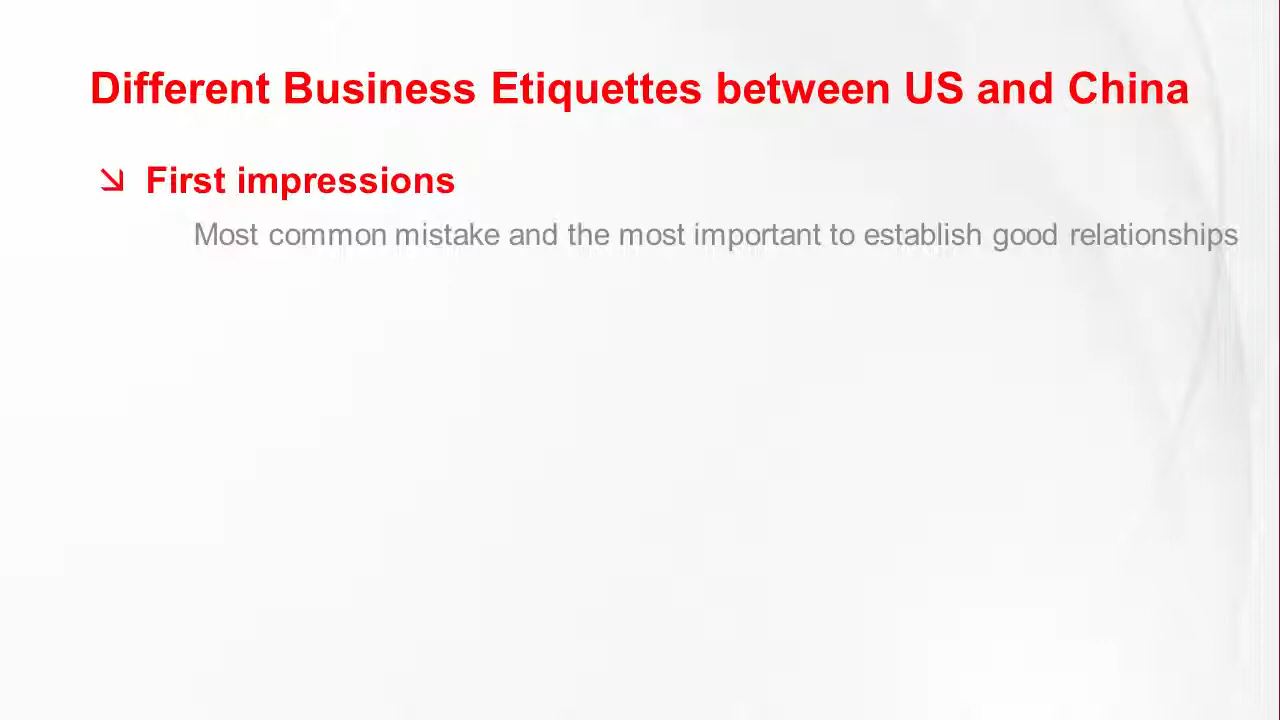 Different Business Etiquettes between US and China
First impressions
Most common mistake and the most important to establish good relationships